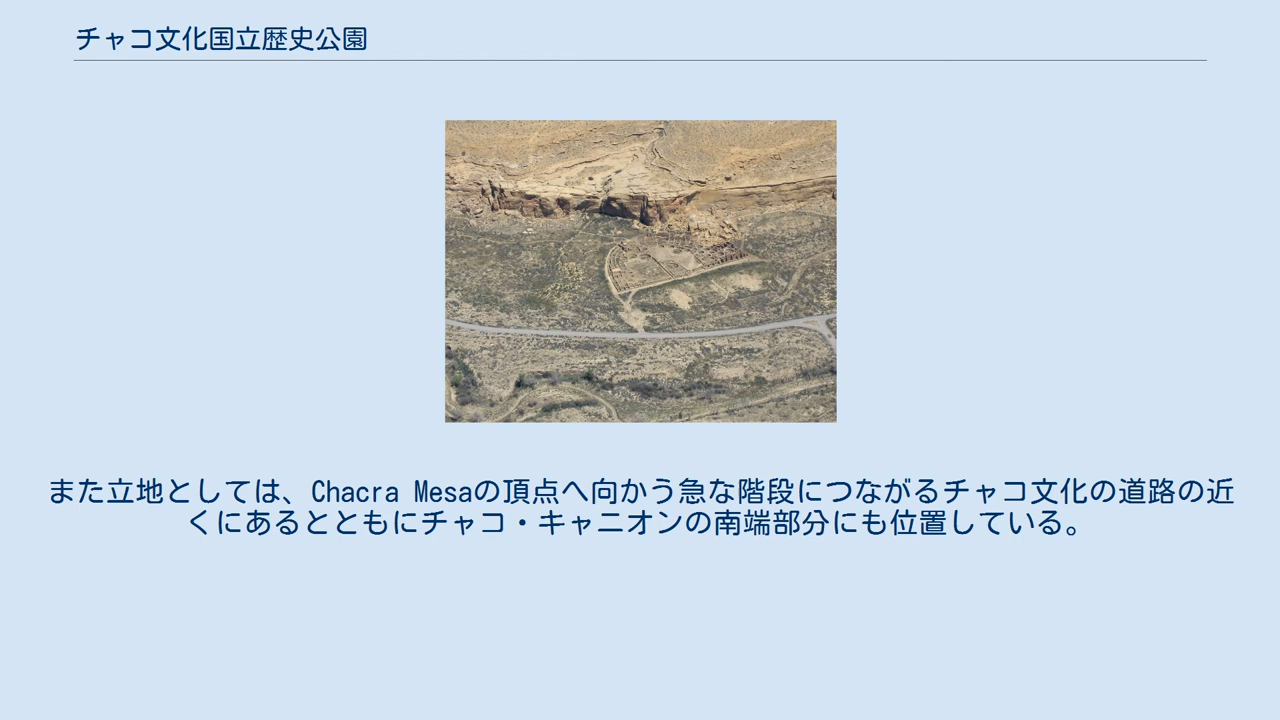 チャコ文化国立歴史公園
また立地としては、Chacra Mesaの頂点へ向かう急な階段につながるチャコ文化の道路の近
くにあるとともにチャコ・キャニオンの南端部分にも位置している。